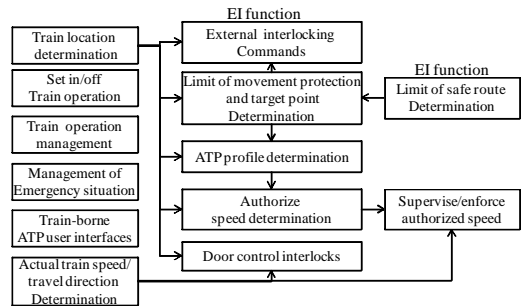 EI function
Train location
determination
External interlocking
Commands
EI function
Set in/off
Train operation
Limit of movement protection
and target point
Determination
Limit of safe route
Determination
Train operation
management
ATP profile determination
Management of
Emergency situation
Authorize
speed determination
Supervise/enforce
authorized speed
Train-borne
ATP user interfaces
Door control interlocks
Actual train speed/
travel direction
Determination